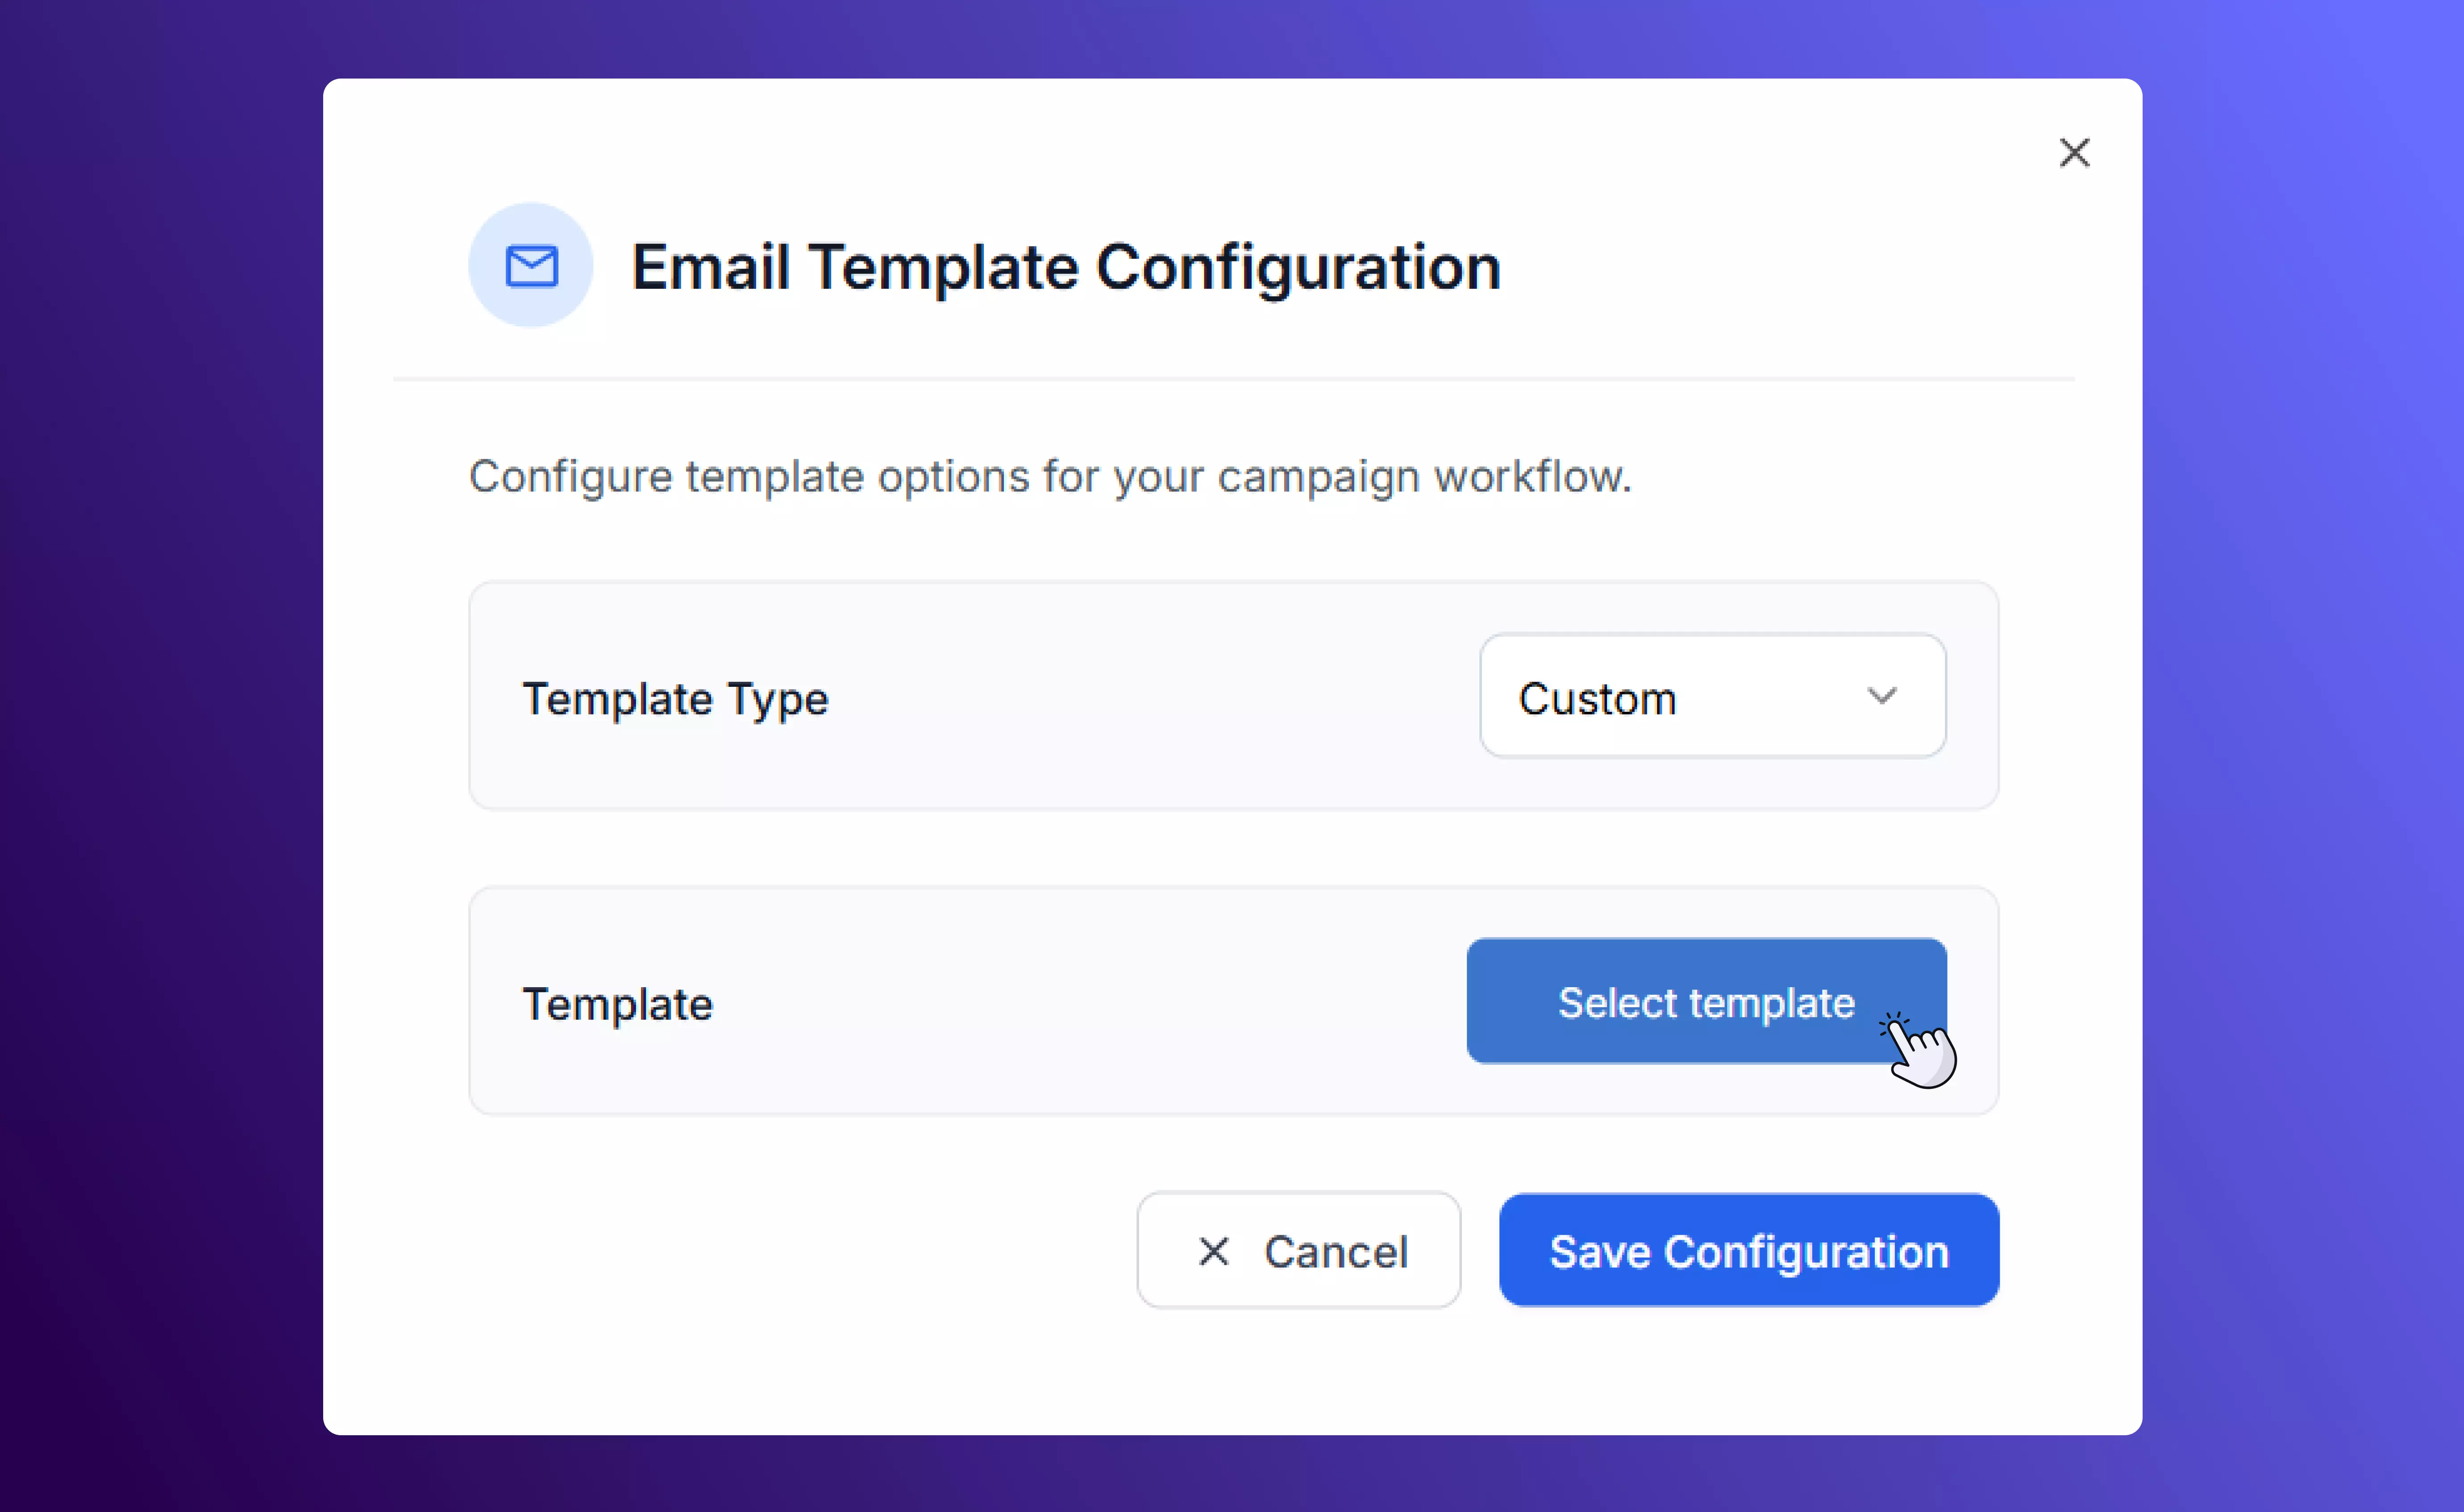 Email Template Configuration
Configure template options for your campaign workflow.
Template Type
Custom
Template
Select template
Cancel
Save Configuration